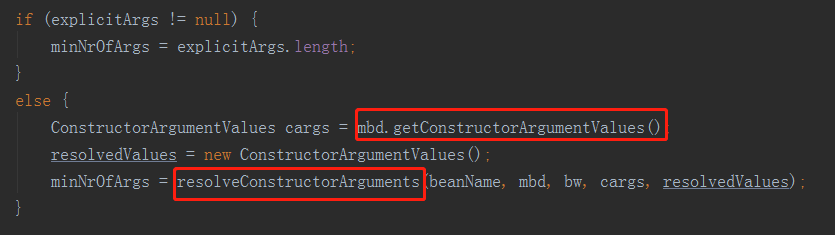 if (explicitArgs != null) {
minNrOfArgs = explicitArgs.length;
}
else {
ConstructorArgumentValues cargs = mbd.getConstructorArgumentValues();
resolvedValues = new ConstructorArgumentValues();
minNrOfArgs = resolveConstructorArguments(beanName, mbd, bw, cargs, resolvedValues);
}